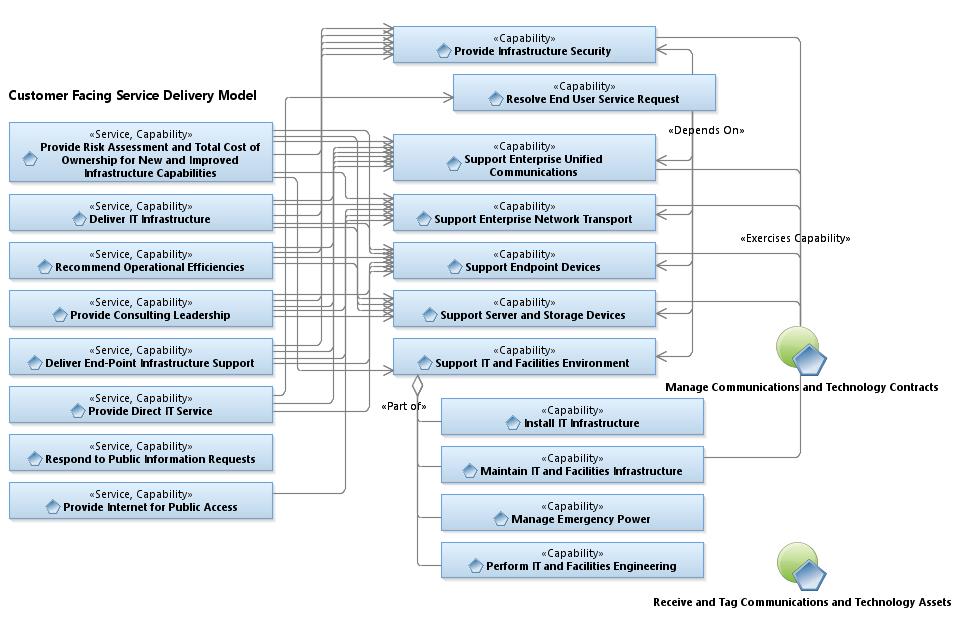 Customer Facing Service Delivery Model
«Service, Capability»
Provide Risk Assessment and Total Cost of
Ownership for New and Improved
Infrastructure Capabilities
«Service, Capability»
Deliver IT Infrastructure
«Service, Capability»
Recommend Operational Efficiencies
«Service, Capability»
Provide Consulting Leadership
«Service, Capability»
Deliver End-Point Infrastructure Support
«Service, Capability»
Provide Direct IT Service
«Service, Capability»
Respond to Public Information Requests
«Service, Capability»
Provide Internet for Public Access
«Capability»
Provide Infrastructure Security
«Capability»
Resolve End User Service Request
«Depends On»
«Capability»
Support Enterprise Unified
Communications
«Capability»
Support Enterprise Network Transport
«Exercises Capability»
«Capability»
Support Endpoint Devices
«Capability»
Support Server and Storage Devices
«Capability»
Support IT and Facilities Environment
Manage Communications and Technology Contracts
«Part of»
«Capability»
Install IT Infrastructure
«Capability»
Maintain IT and Facilities Infrastructure
«Capability»
Manage Emergency Power
«Capability»
Perform IT and Facilities Engineering
Receive and Tag Communications and Technology Assets